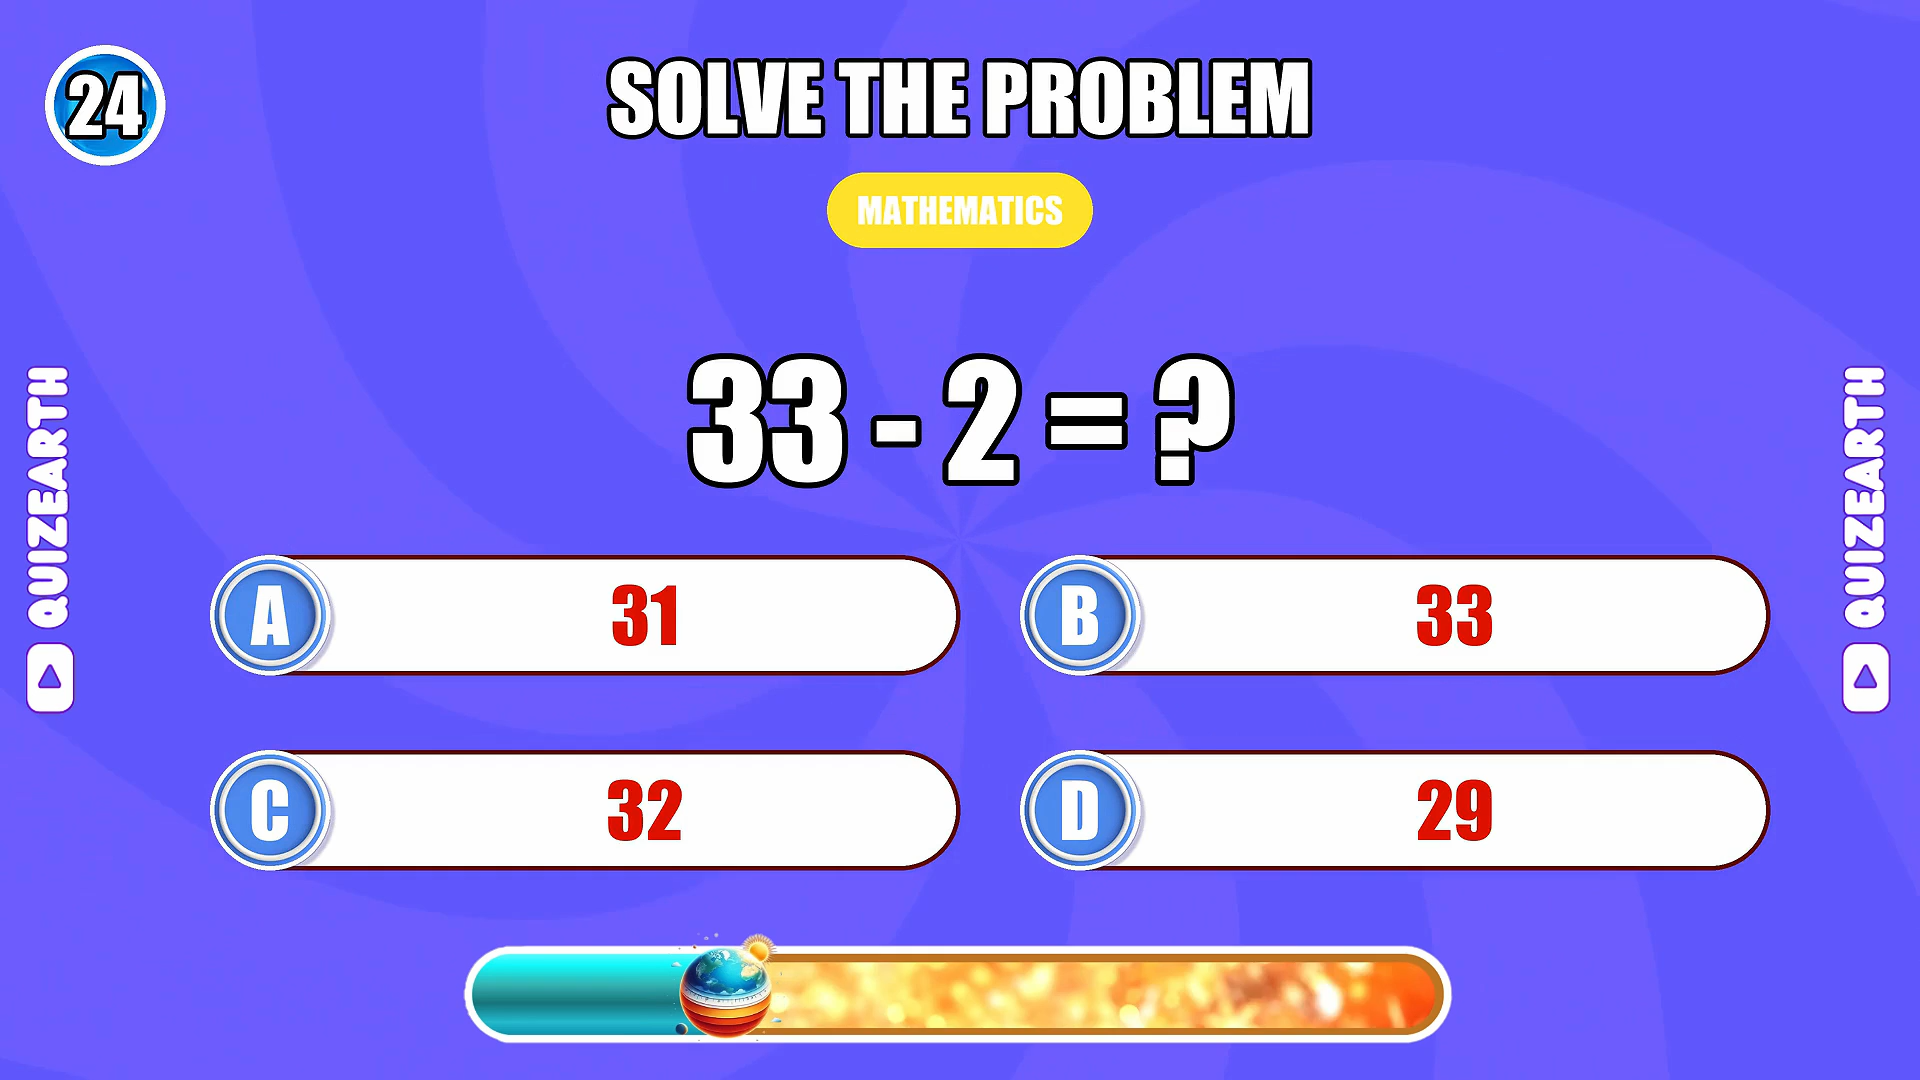 24
SOLVE THE PROBLEM
MATHEMATICS
33 - 2 = ?
A 31
B 33
C 32
D 29
QUIZEARTH
QUIZEARTH